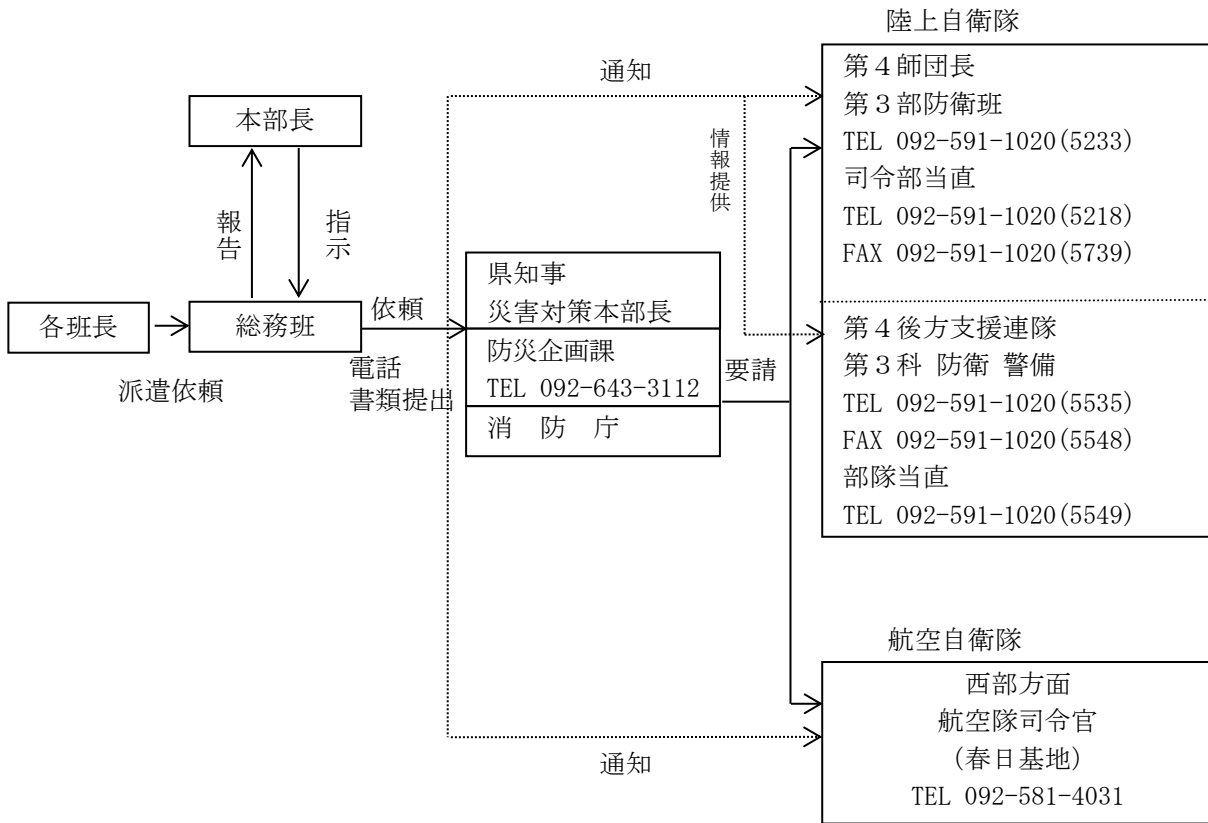 陸上自衛隊
通知
第４師団長
第３部防衛班
TEL 092-591-1020(5233)
司令部当直
TEL 092-591-1020(5218)
FAX 092-591-1020(5739)
本部長
情報提供
報告
指示
県知事
災害対策本部長
防災企画課
TEL 092-643-3112
消　防　庁
各班長
総務班
依頼
電話
書類提出
派遣依頼
要請
第４後方支援連隊
第３科 防衛 警備
TEL 092-591-1020(5535)
FAX 092-591-1020(5548)
部隊当直
TEL 092-591-1020(5549)
航空自衛隊
西部方面
航空隊司令官
(春日基地)
TEL 092-581-4031
通知